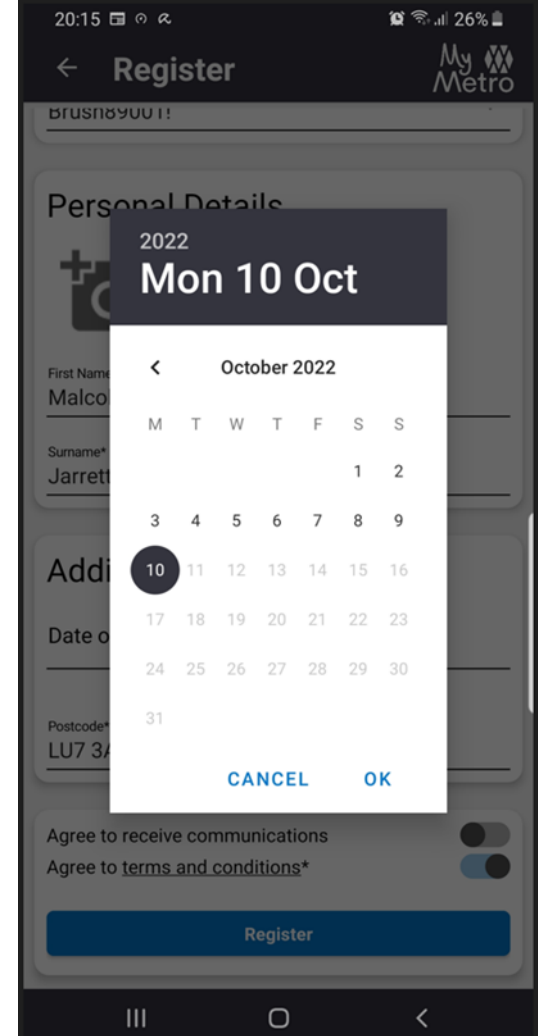 20:15 26%
Register
My Metro
Brush89001!
Personal Details
2022
Mon 10 Oct
October 2022
First Name
Malco
M T W T F S S
Surname*
Jarrett
1 2
3 4 5 6 7 8 9
Addi
10 11 12 13 14 15 16
17 18 19 20 21 22 23
Date o
24 25 26 27 28 29 30
31
Postcode*
LU7 3A
CANCEL OK
Agree to receive communications
Agree to terms and conditions*
Register